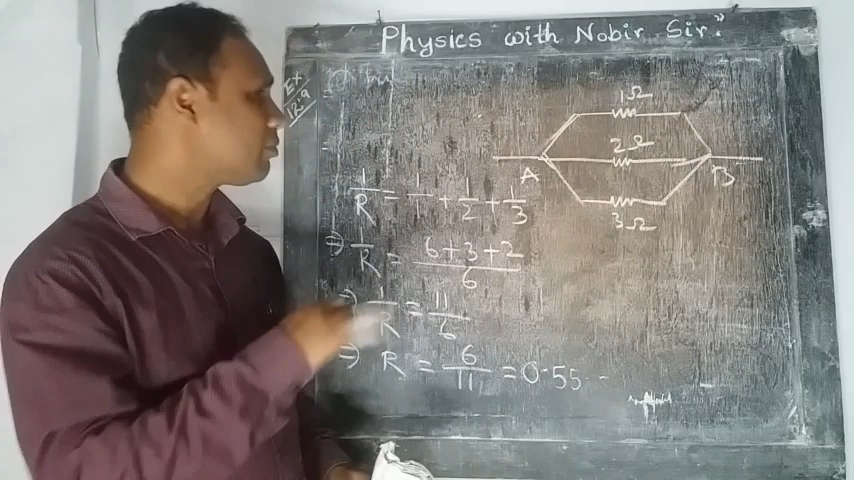 Physics with Nobir Sir."
1Ω
2Ω
A B
3Ω
1/R = 1 + 1/2 + 1/3
⇒ 1/R = 6+3+2/6
⇒ 1/R = 11/6
⇒ R = 6/11 = 0.55